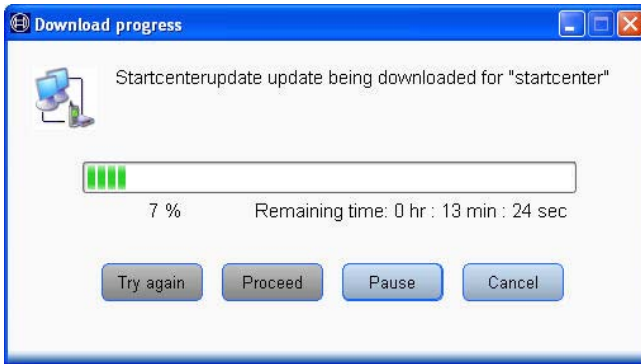 Download progress
Startcenterupdate update being downloaded for "startcenter"
7 % Remaining time: 0 hr : 13 min : 24 sec
Try again Proceed Pause Cancel